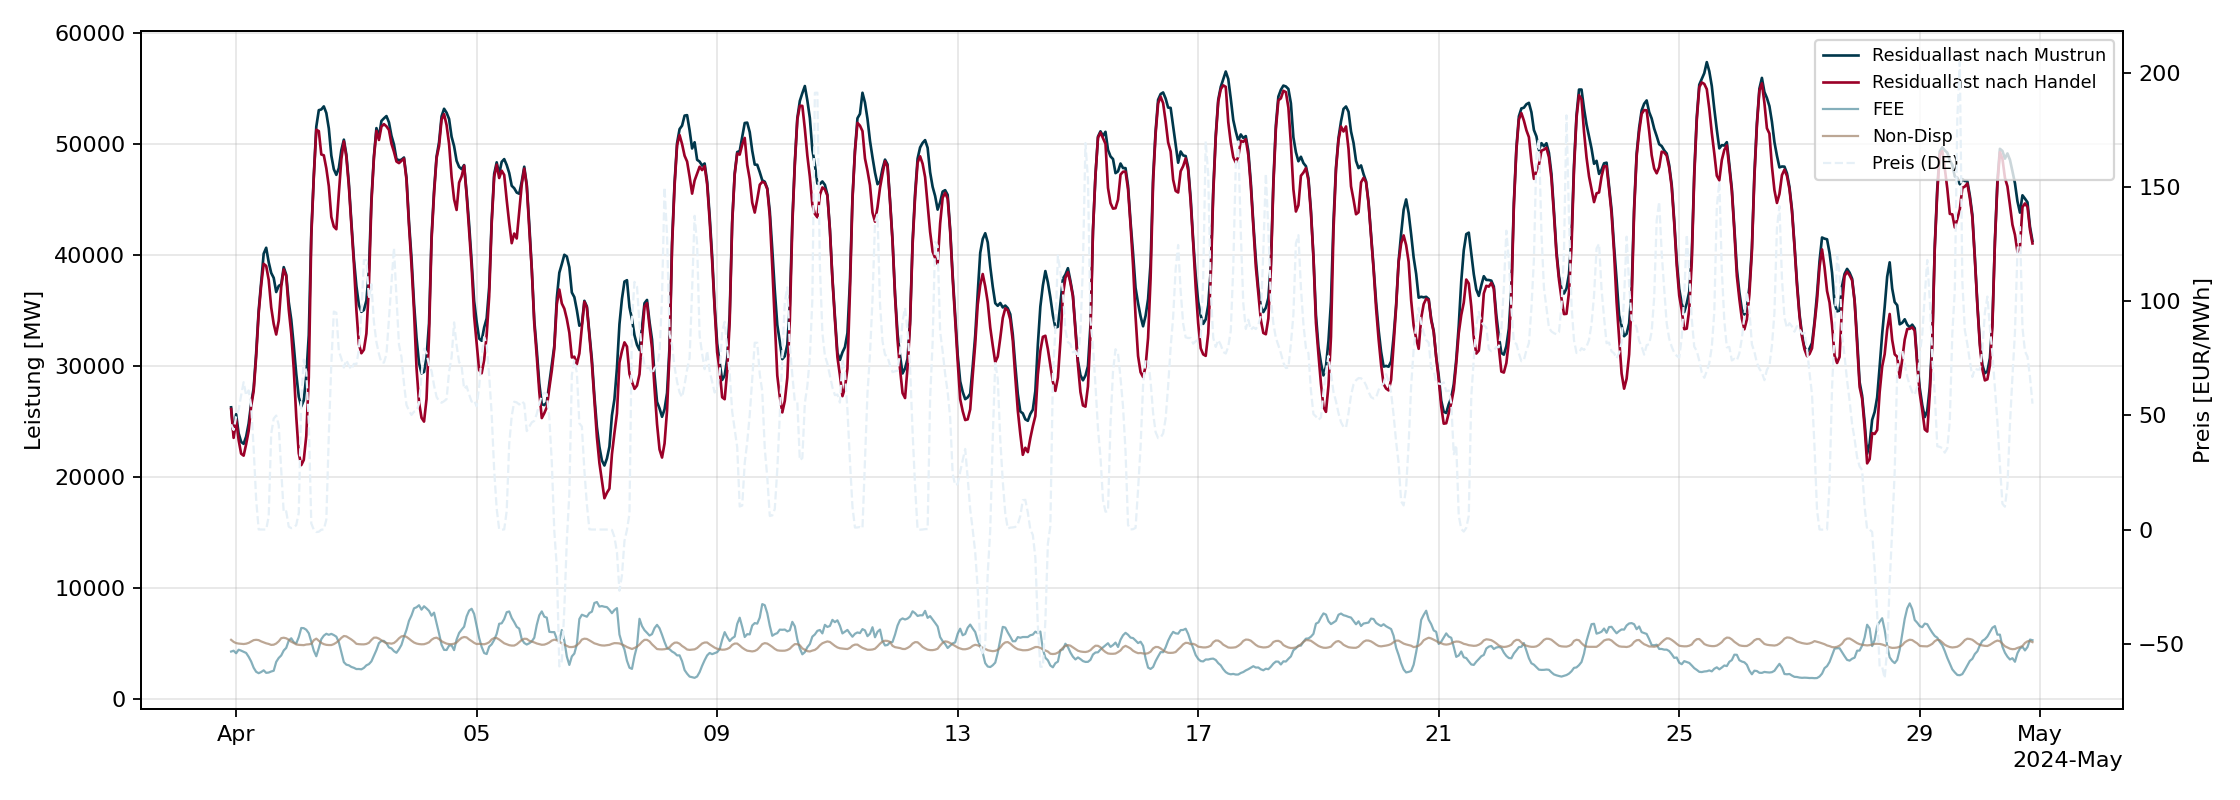 60000
50000
40000
30000
20000
10000
0
Leistung [MW]
200
150
100
50
0
−50
Preis [EUR/MWh]
Residuallast nach Mustrun
Residuallast nach Handel
FEE
Non-Disp
Preis (DE)
Apr
05
09
13
17
21
25
29
May
2024-May